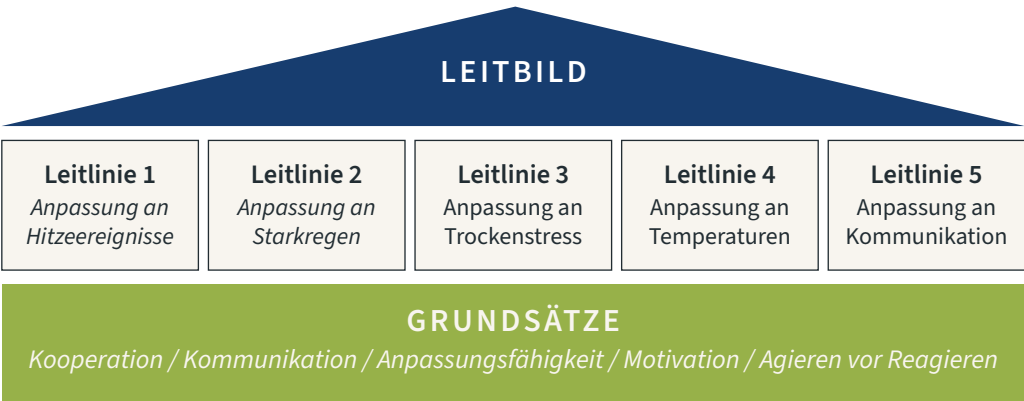 LEITBILD
Leitlinie 1
Anpassung an
Hitzeereignisse
Leitlinie 2
Anpassung an
Starkregen
Leitlinie 3
Anpassung an
Trockenstress
Leitlinie 4
Anpassung an
Temperaturen
Leitlinie 5
Anpassung an
Kommunikation
GRUNDSÄTZE
Kooperation / Kommunikation / Anpassungsfähigkeit / Motivation / Agieren vor Reagieren